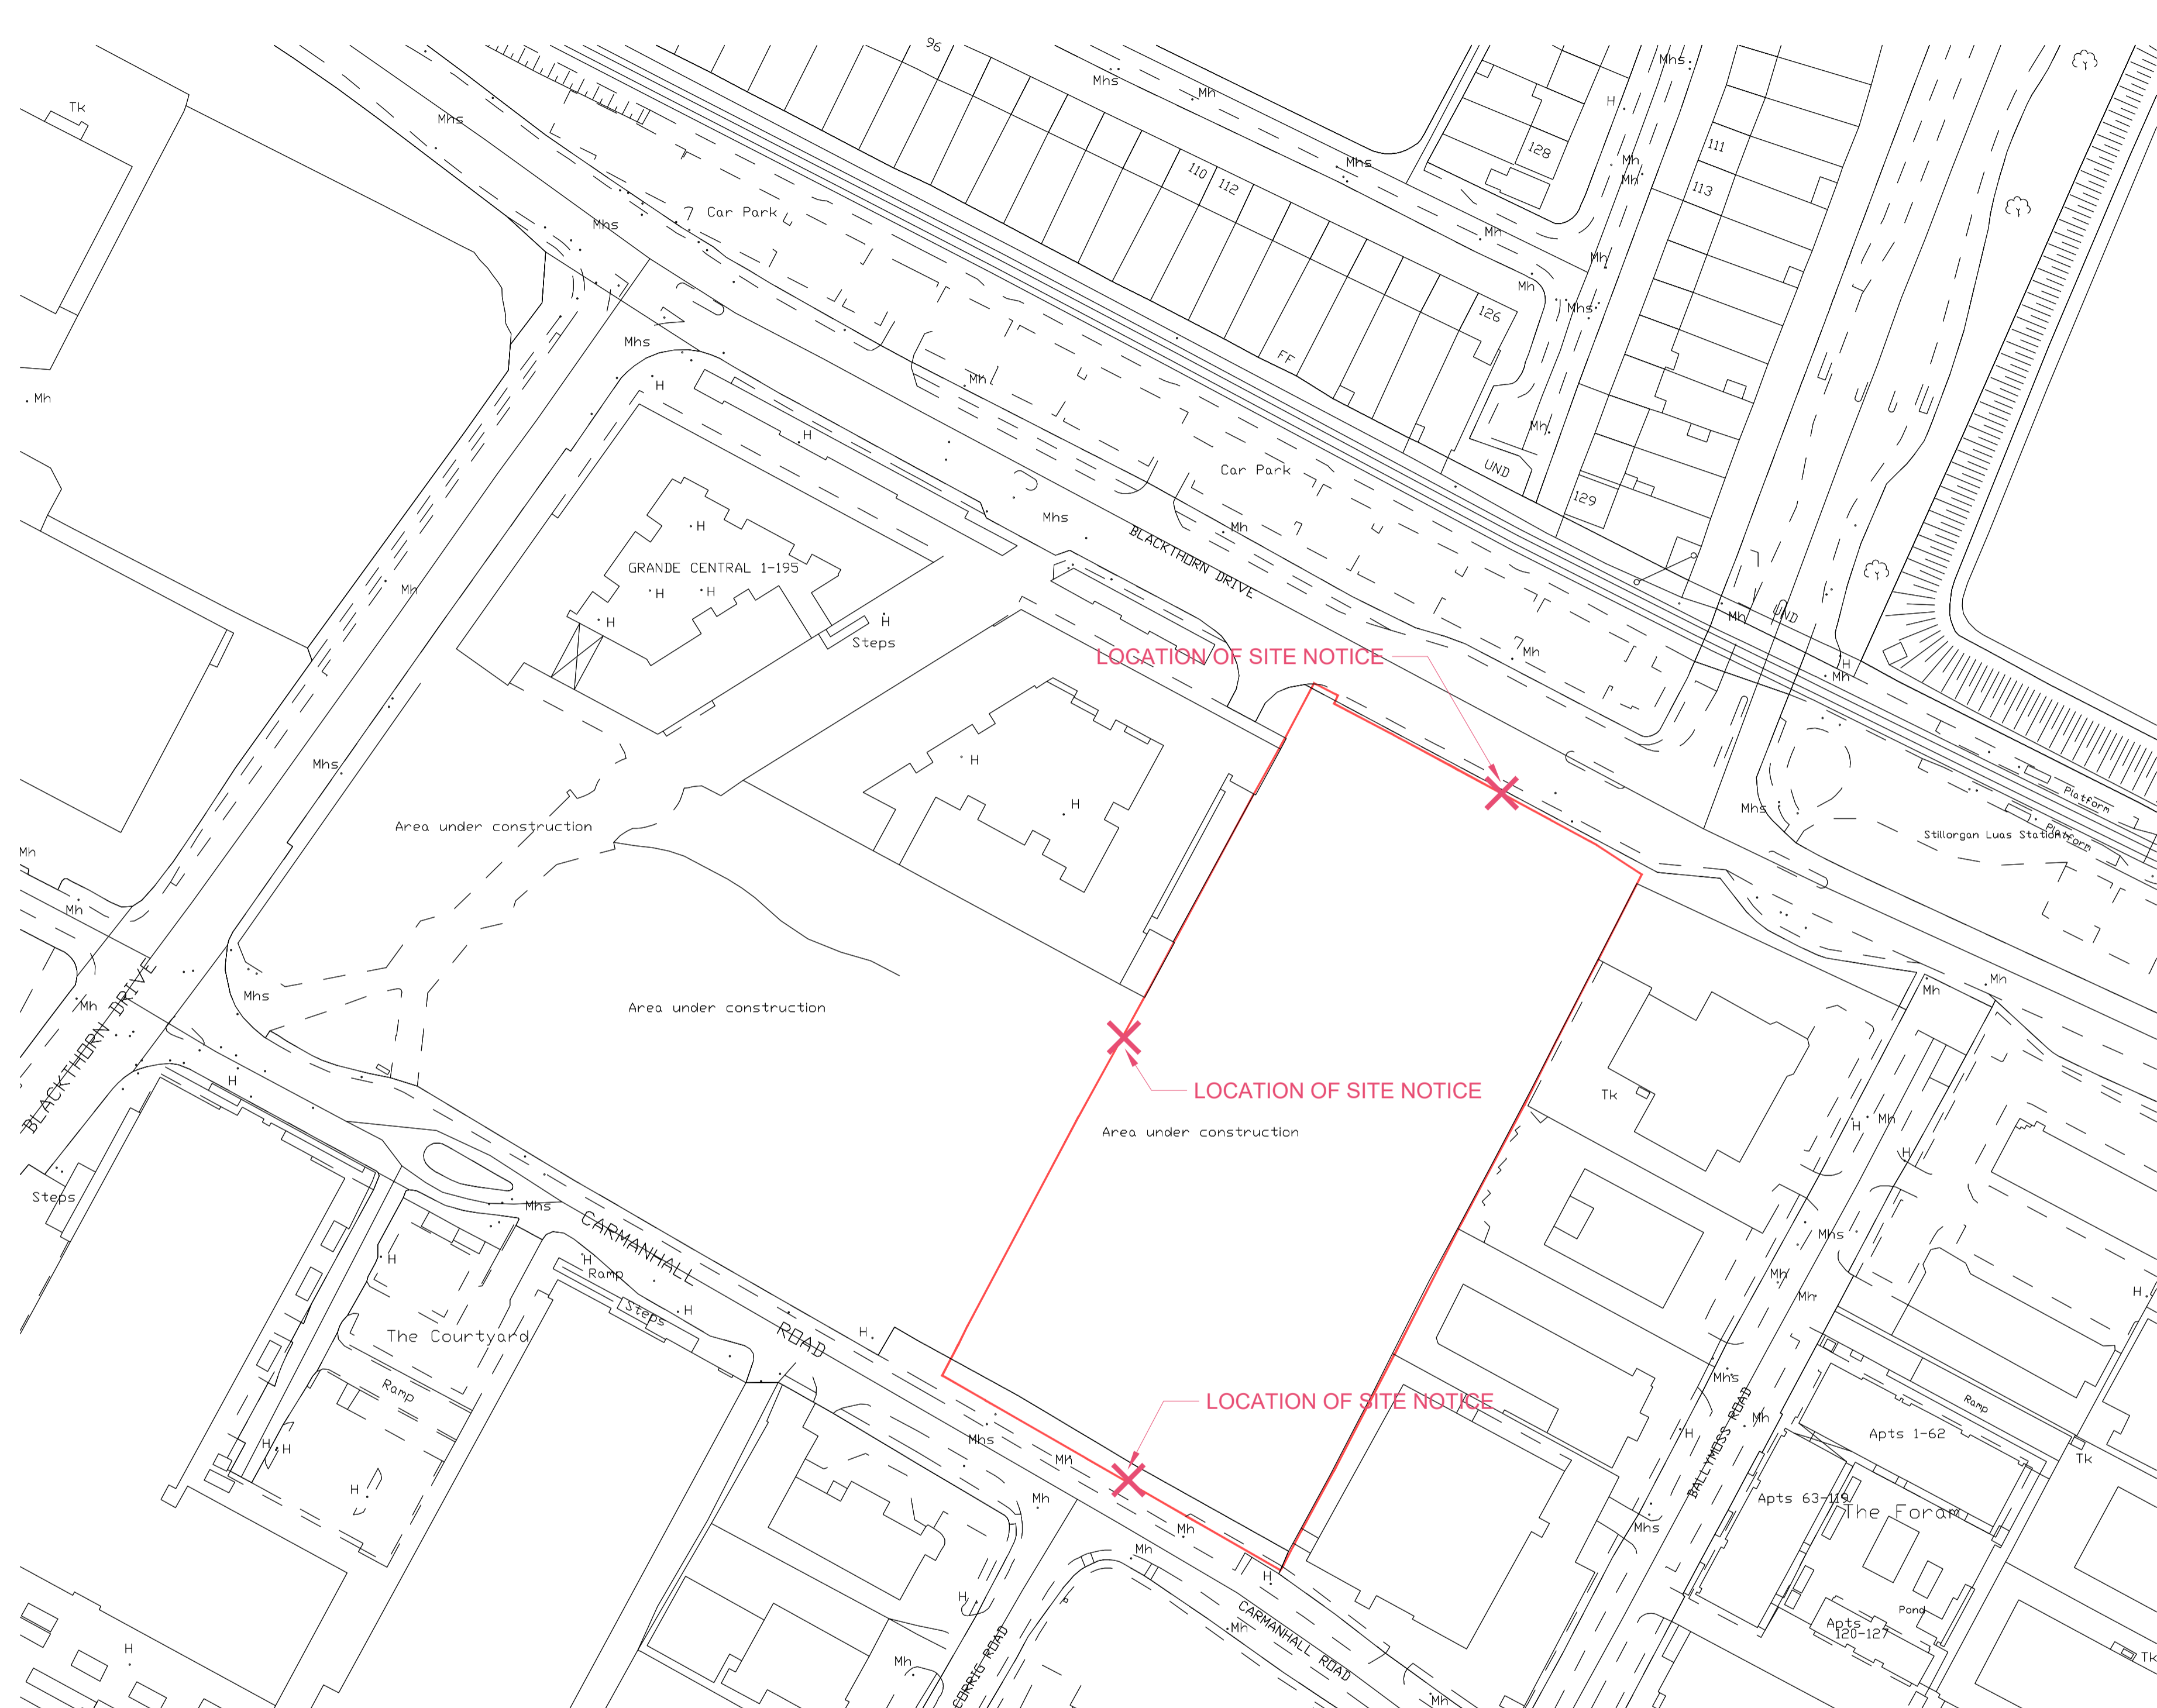 96
Mhs
Mhs
Tk
Mh
H
Mhs
128
111
Mh
Mhs
Mh
Mh
110
112
113
Car Park
Mhs
Mh
Mh
Mh
Mhs
126
Mhs
FF
H
Mh
Mh
Mh
H
Car Park
UND
129
Mhs
Mh
H
BLACKTHORN DRIVE
GRANDE CENTRAL 1-195
H
H
H
Mh
H
H
Steps
Mh
UND
Mh
H
Mh
LOCATION OF SITE NOTICE
H
Mhs
H
Platform
Mhs
Platform
Stillorgan Luas Station
Area under construction
Mh
Mh
Mh
Mh
Mhs
Mh
Area under construction
BLACKTHORN DRIVE
H
LOCATION OF SITE NOTICE
Tk
Mh
H
Area under construction
H
Steps
Mhs
CARMANHALL
ROAD
Mhs
H
H
Ramp
Mh
Mh
H
Steps
H
H
The Courtyard
Ramp
Mhs
LOCATION OF SITE NOTICE
Ramp
BALLYMOSS ROAD
Mh
H
Apts 1-62
Mhs
H
H
Mh
Tk
H
Mh
Apts 63-119
The Forum
Mh
Mhs
Mh
H
H
CARMANHALL ROAD
Pond
Apts
120-127
Mh
H
CORRIG ROAD
Mh
Tk
Mh